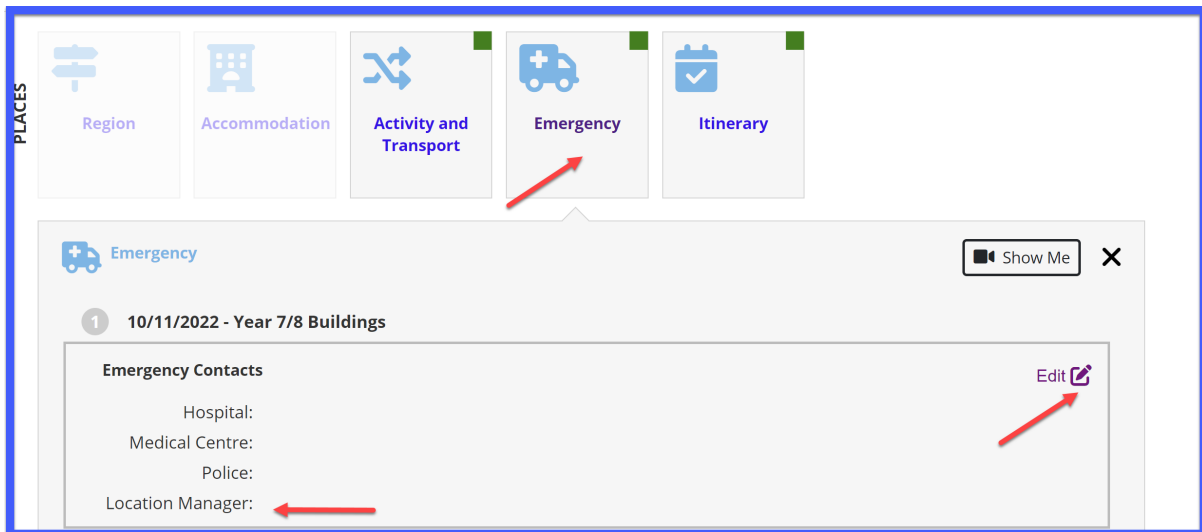 PLACES
Region
Accommodation
Activity and
Transport
Emergency
Itinerary
Emergency
Show Me
1
10/11/2022 - Year 7/8 Buildings
Emergency Contacts
Edit
Hospital:
Medical Centre:
Police:
Location Manager: